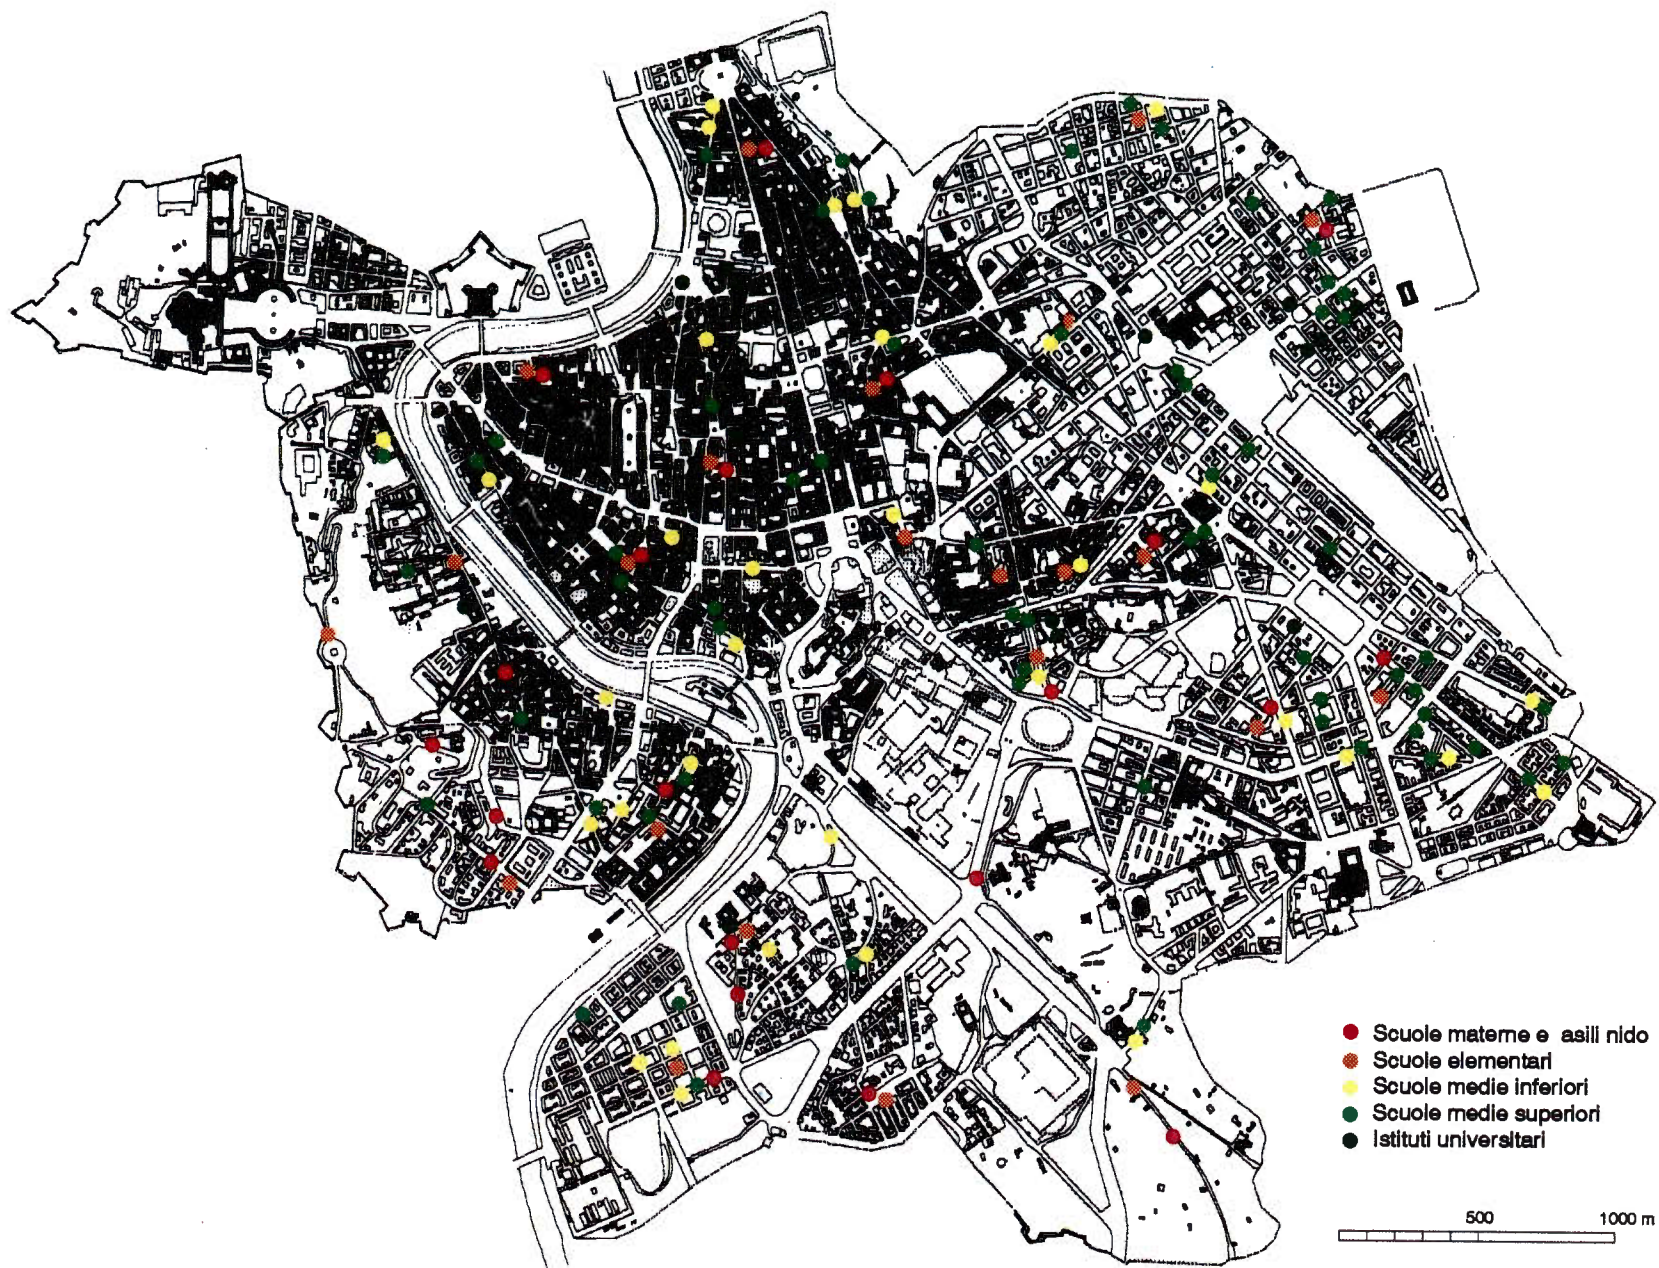 Scuole materne e asili nido
Scuole elementari
Scuole medie inferiori
Scuole medie superiori
Istituti universitari
500
1000 m